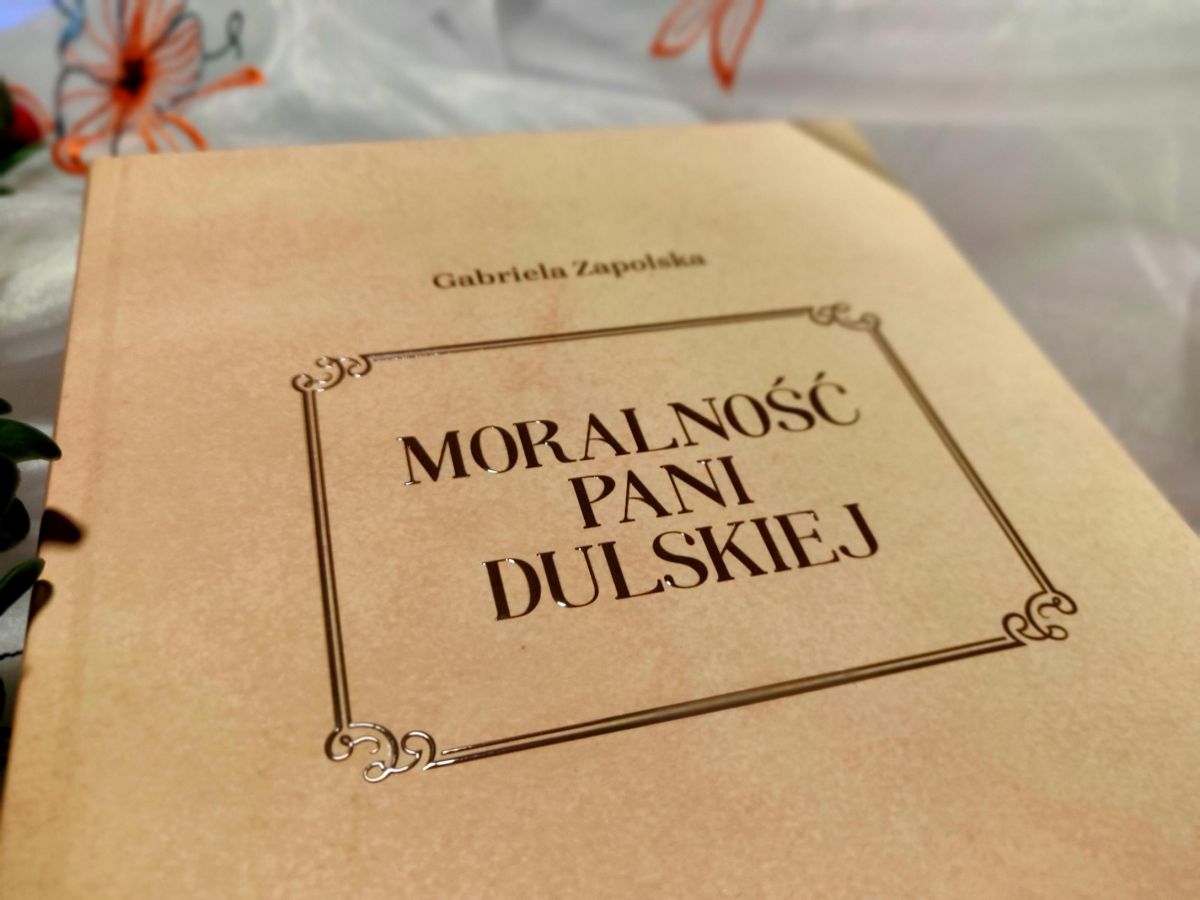 Gabriela Zapolska
MORALNOŚĆ
PANI
DULSKIEJ